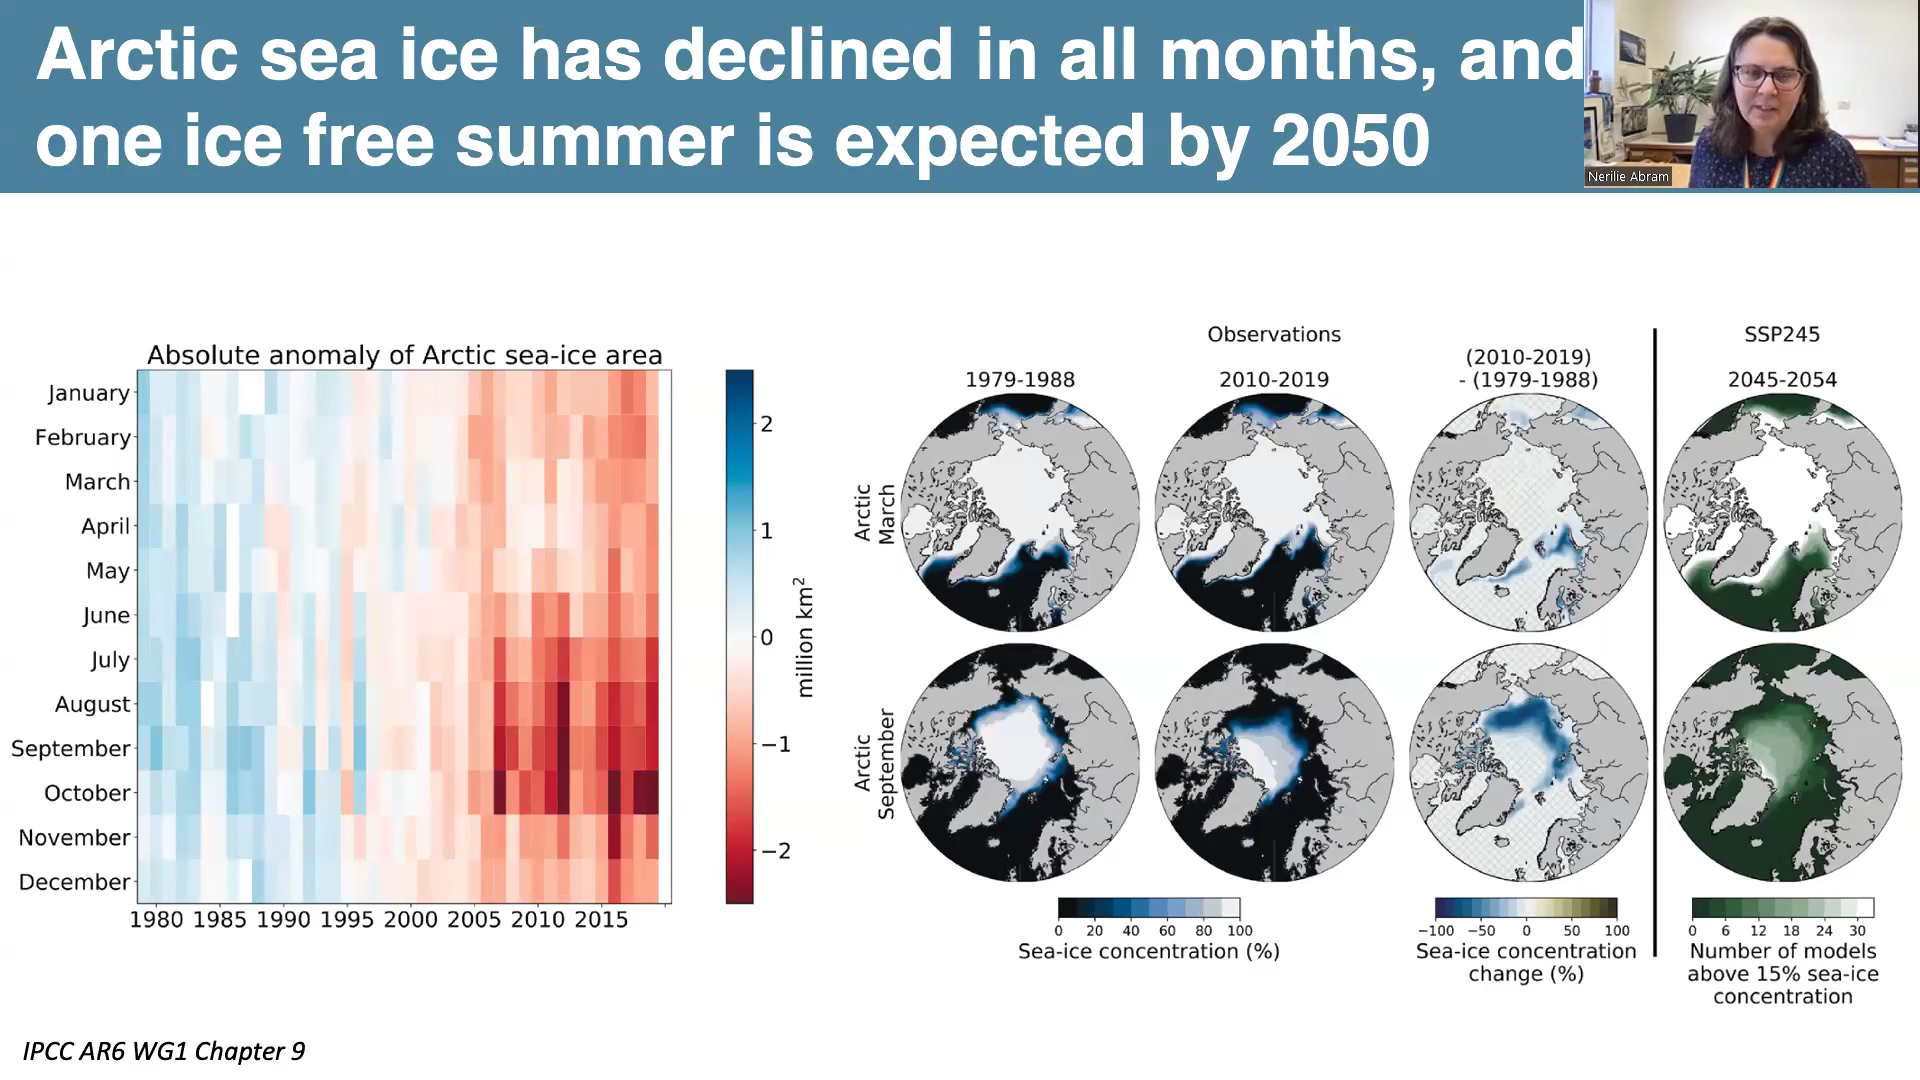 Arctic sea ice has declined in all months, and
one ice free summer is expected by 2050
Nerilie Abram
Absolute anomaly of Arctic sea-ice area
January
February
March
April
May
June
July
August
September
October
November
December
1980 1985 1990 1995 2000 2005 2010 2015
2
1
0
−1
−2
million km²
Observations
SSP245
1979-1988
2010-2019
(2010-2019)
- (1979-1988)
2045-2054
Arctic
March
Arctic
September
0 20 40 60 80 100
Sea-ice concentration (%)
−100 −50 0 50 100
Sea-ice concentration
change (%)
0 6 12 18 24 30
Number of models
above 15% sea-ice
concentration
IPCC AR6 WG1 Chapter 9